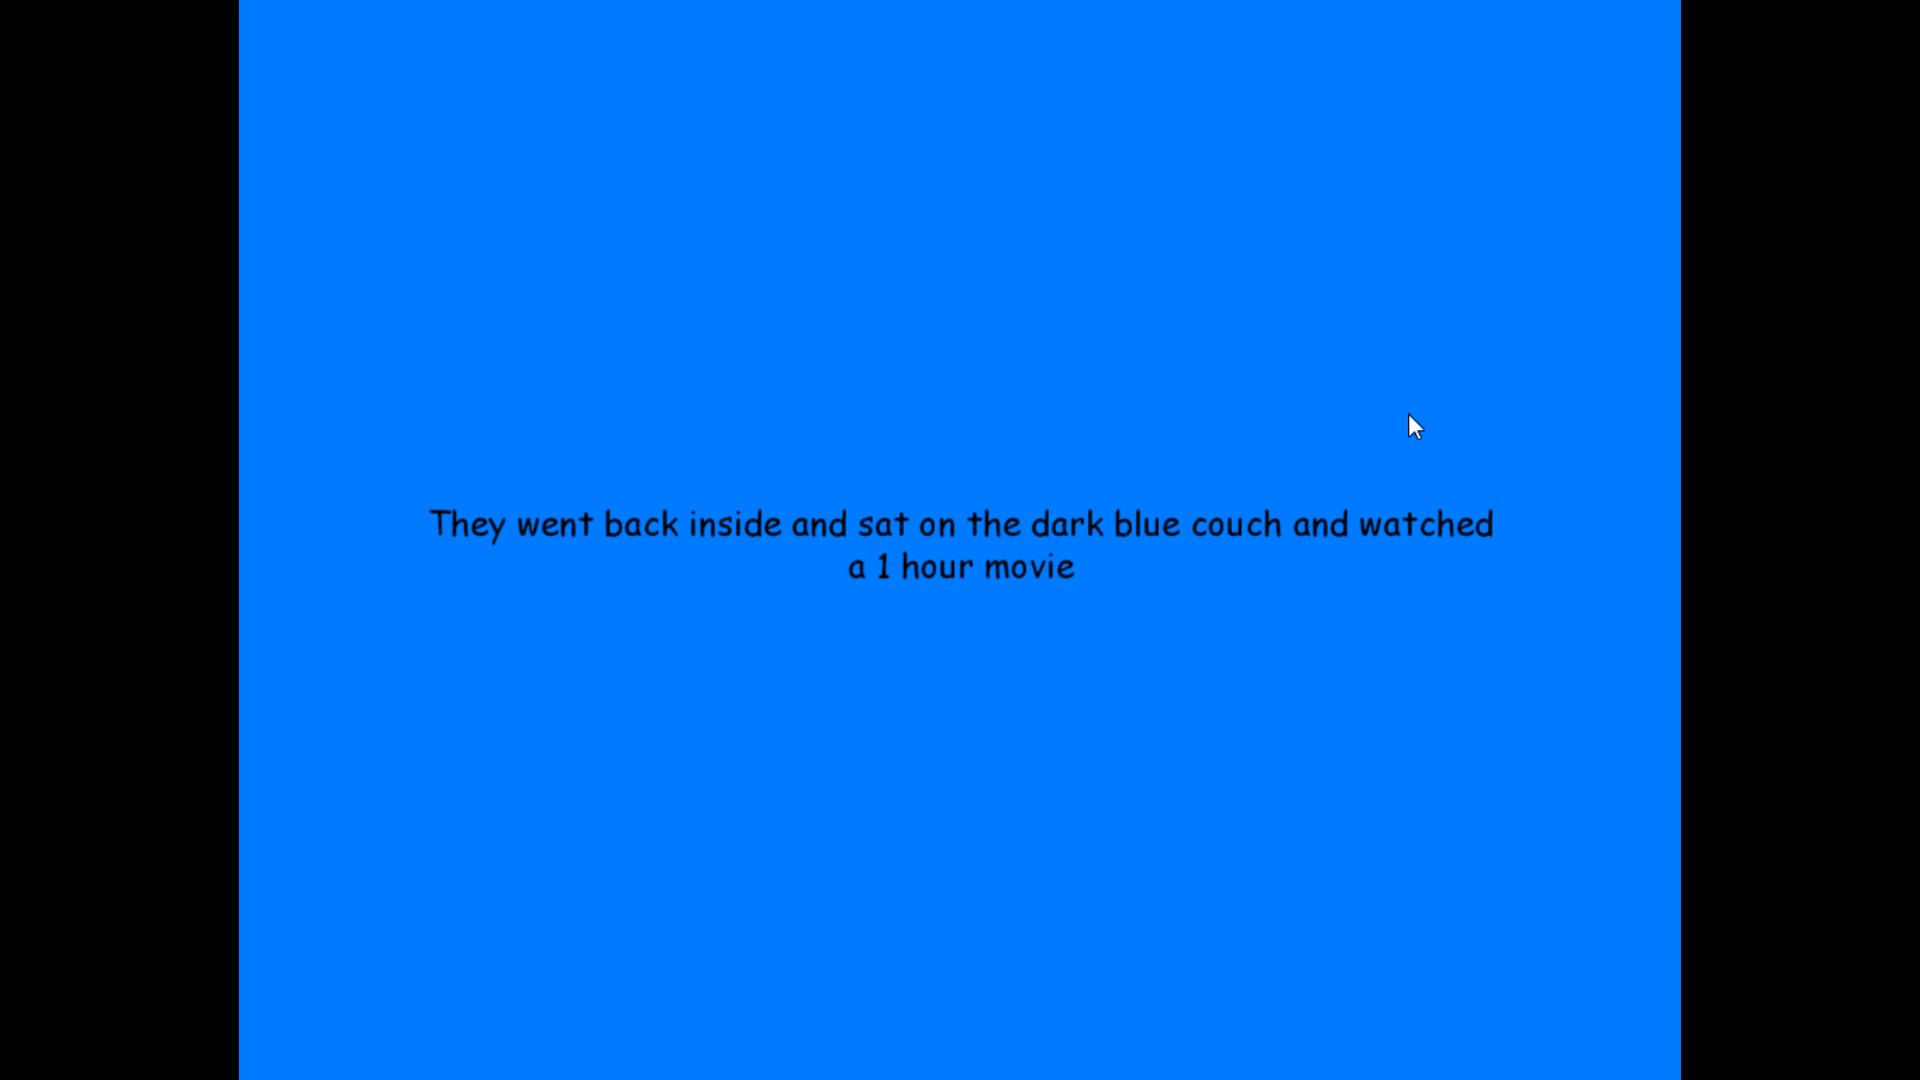 They went back inside and sat on the dark blue couch and watched
a 1 hour movie